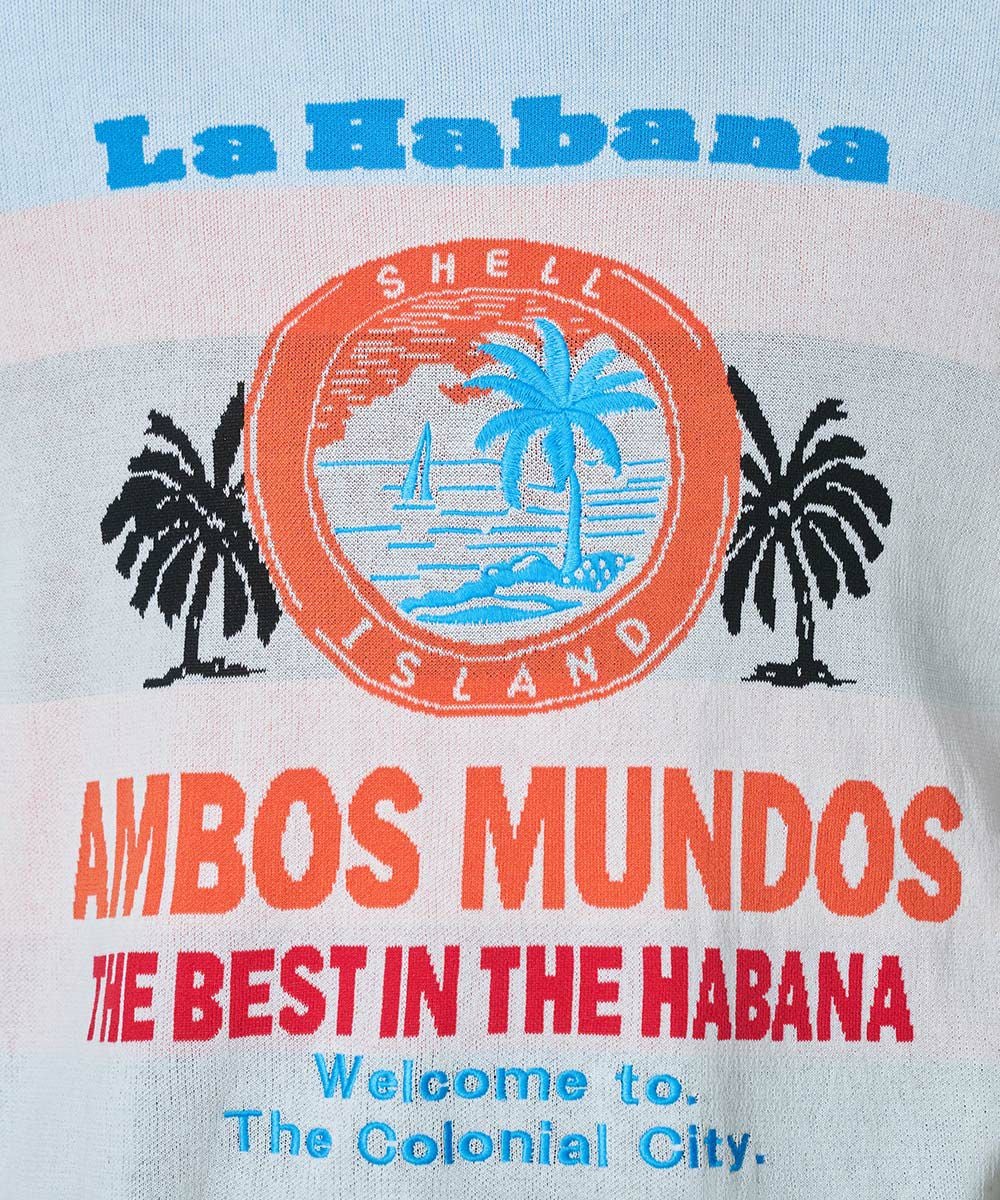 La Habana
SHELL
ISLAND
AMBOS MUNDOS
THE BEST IN THE HABANA
Welcome to.
The Colonial City.